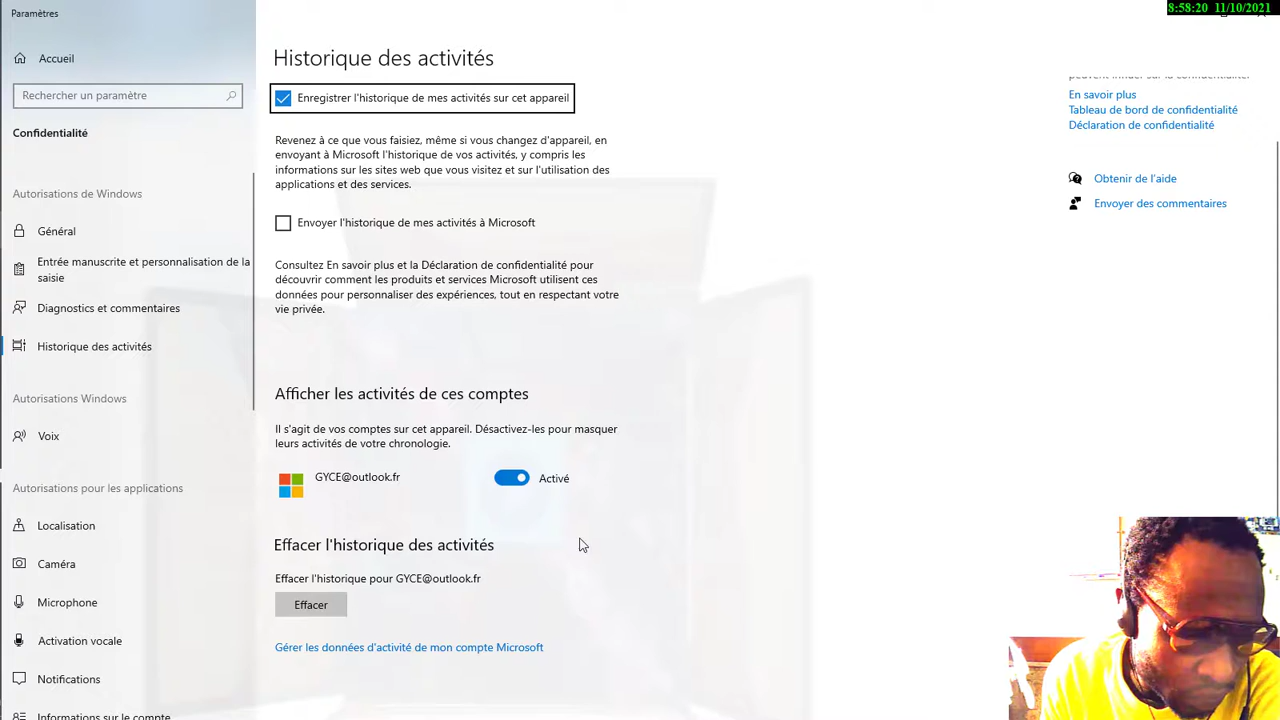 Paramètres
8:58:20 11/10/2021
Accueil
Rechercher un paramètre
Confidentialité
Autorisations de Windows
Général
Entrée manuscrite et personnalisation de la
saisie
Diagnostics et commentaires
Historique des activités
Autorisations Windows
Voix
Autorisations pour les applications
Localisation
Caméra
Microphone
Activation vocale
Notifications
Informations sur le compte
Historique des activités
Enregistrer l'historique de mes activités sur cet appareil
Revenez à ce que vous faisiez, même si vous changez d'appareil, en
envoyant à Microsoft l'historique de vos activités, y compris les
informations sur les sites web que vous visitez et sur l'utilisation des
applications et des services.
Envoyer l'historique de mes activités à Microsoft
Consultez En savoir plus et la Déclaration de confidentialité pour
découvrir comment les produits et services Microsoft utilisent ces
données pour personnaliser des expériences, tout en respectant votre
vie privée.
Afficher les activités de ces comptes
Il s'agit de vos comptes sur cet appareil. Désactivez-les pour masquer
leurs activités de votre chronologie.
GYCE@outlook.fr
Activé
Effacer l'historique des activités
Effacer l'historique pour GYCE@outlook.fr
Effacer
Gérer les données d'activité de mon compte Microsoft
peuvent influer sur la confidentialité.
En savoir plus
Tableau de bord de confidentialité
Déclaration de confidentialité
Obtenir de l'aide
Envoyer des commentaires